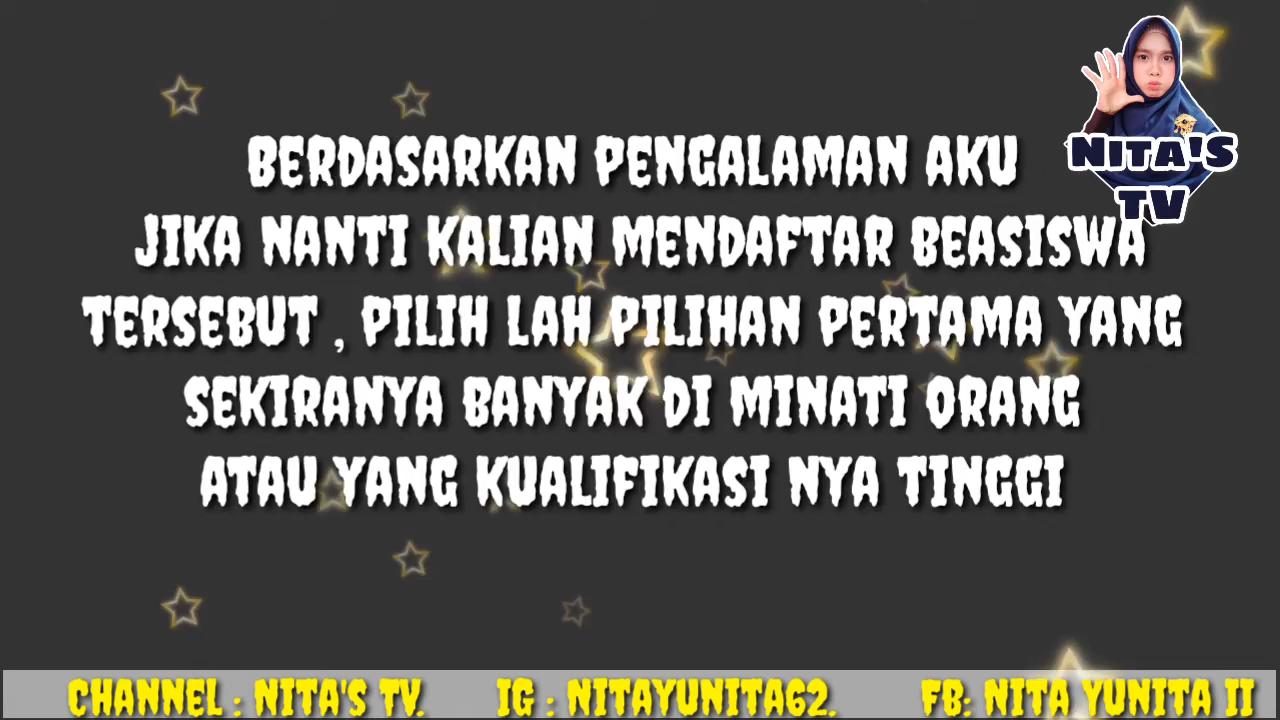 BERDASARKAN PENGALAMAN AKU
JIKA NANTI KALIAN MENDAFTAR BEASISWA
TERSEBUT , PILIH LAH PILIHAN PERTAMA YANG
SEKIRANYA BANYAK DI MINATI ORANG
ATAU YANG KUALIFIKASI NYA TINGGI
NITA'S
TV
CHANNEL : NITA'S TV. IG : NITAYUNITA62. FB: NITA YUNITA II